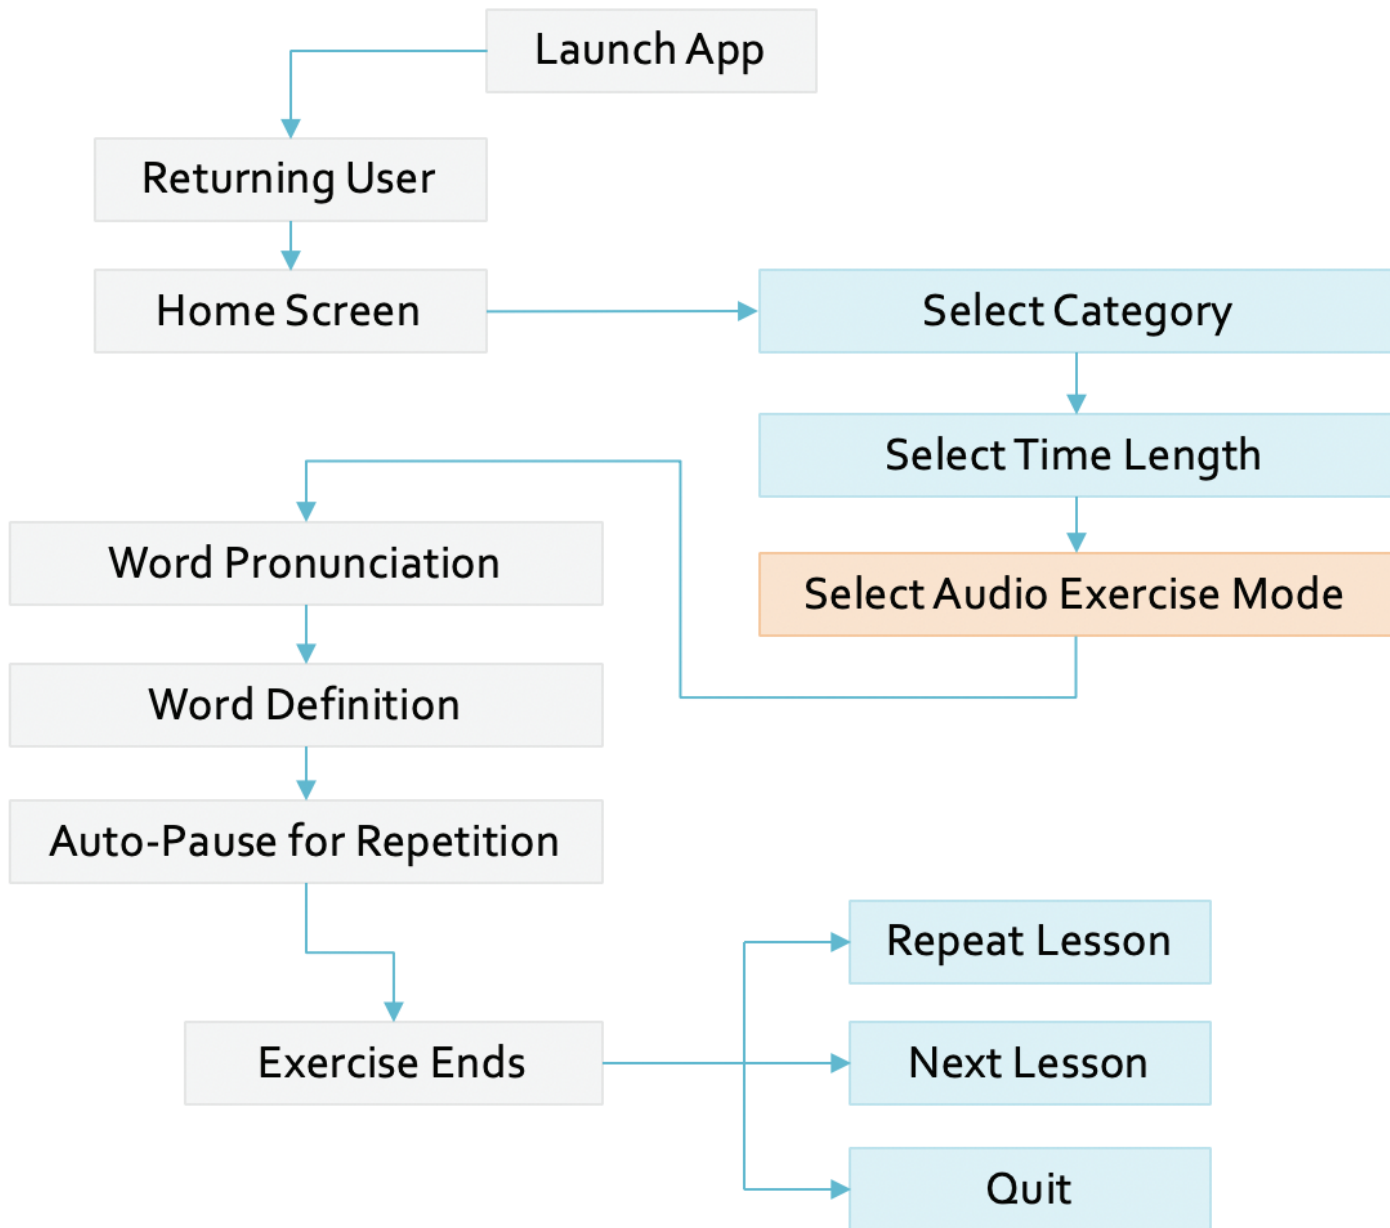 Launch App
Returning User
Home Screen
Select Category
Select Time Length
Select Audio Exercise Mode
Word Pronunciation
Word Definition
Auto-Pause for Repetition
Exercise Ends
Repeat Lesson
Next Lesson
Quit